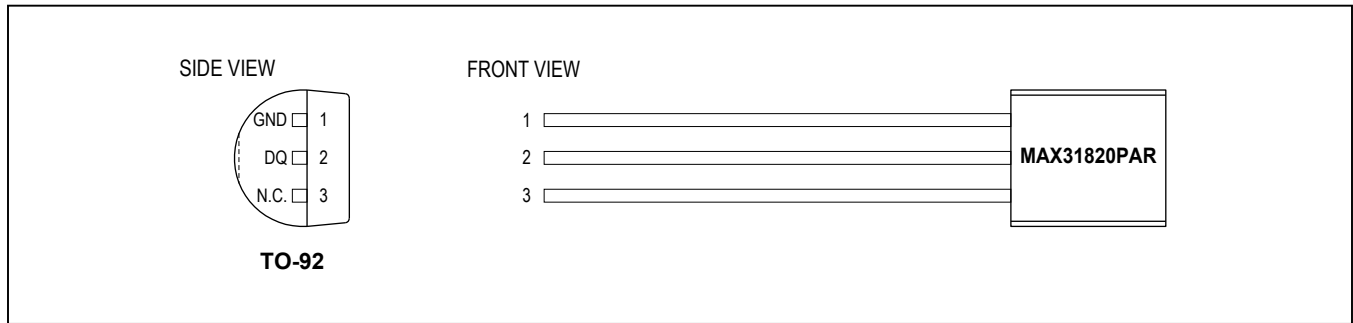 SIDE VIEW
GND 1
DQ 2
N.C. 3
TO-92
FRONT VIEW
1
2
3
MAX31820PAR